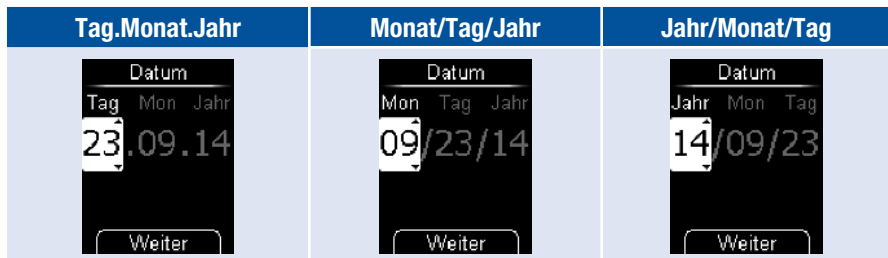 Tag.Monat.Jahr
Monat/Tag/Jahr
Jahr/Monat/Tag
Datum
Tag Mon Jahr
23.09.14
Weiter
Datum
Mon Tag Jahr
09/23/14
Weiter
Datum
Jahr Mon Tag
14/09/23
Weiter